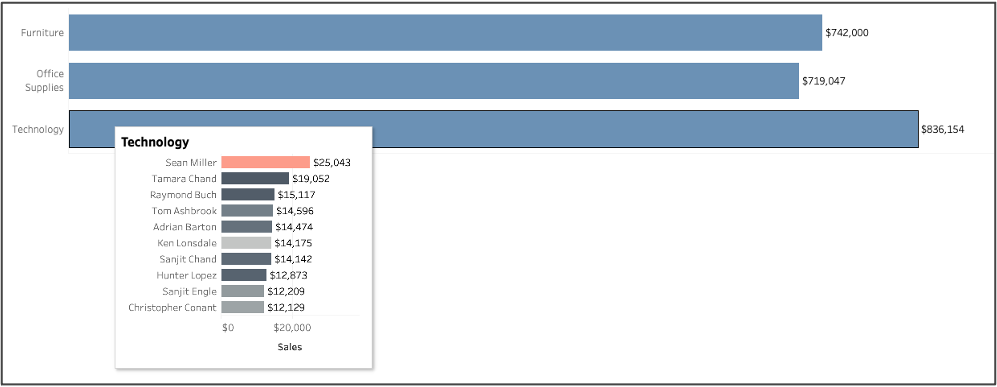 Furniture $742,000
Office
Supplies
$719,047
Technology $836,154
Technology
Sean Miller $25,043
Tamara Chand $19,052
Raymond Buch $15,117
Tom Ashbrook $14,596
Adrian Barton $14,474
Ken Lonsdale $14,175
Sanjit Chand $14,142
Hunter Lopez $12,873
Sanjit Engle $12,209
Christopher Conant $12,129
$0 $20,000
Sales